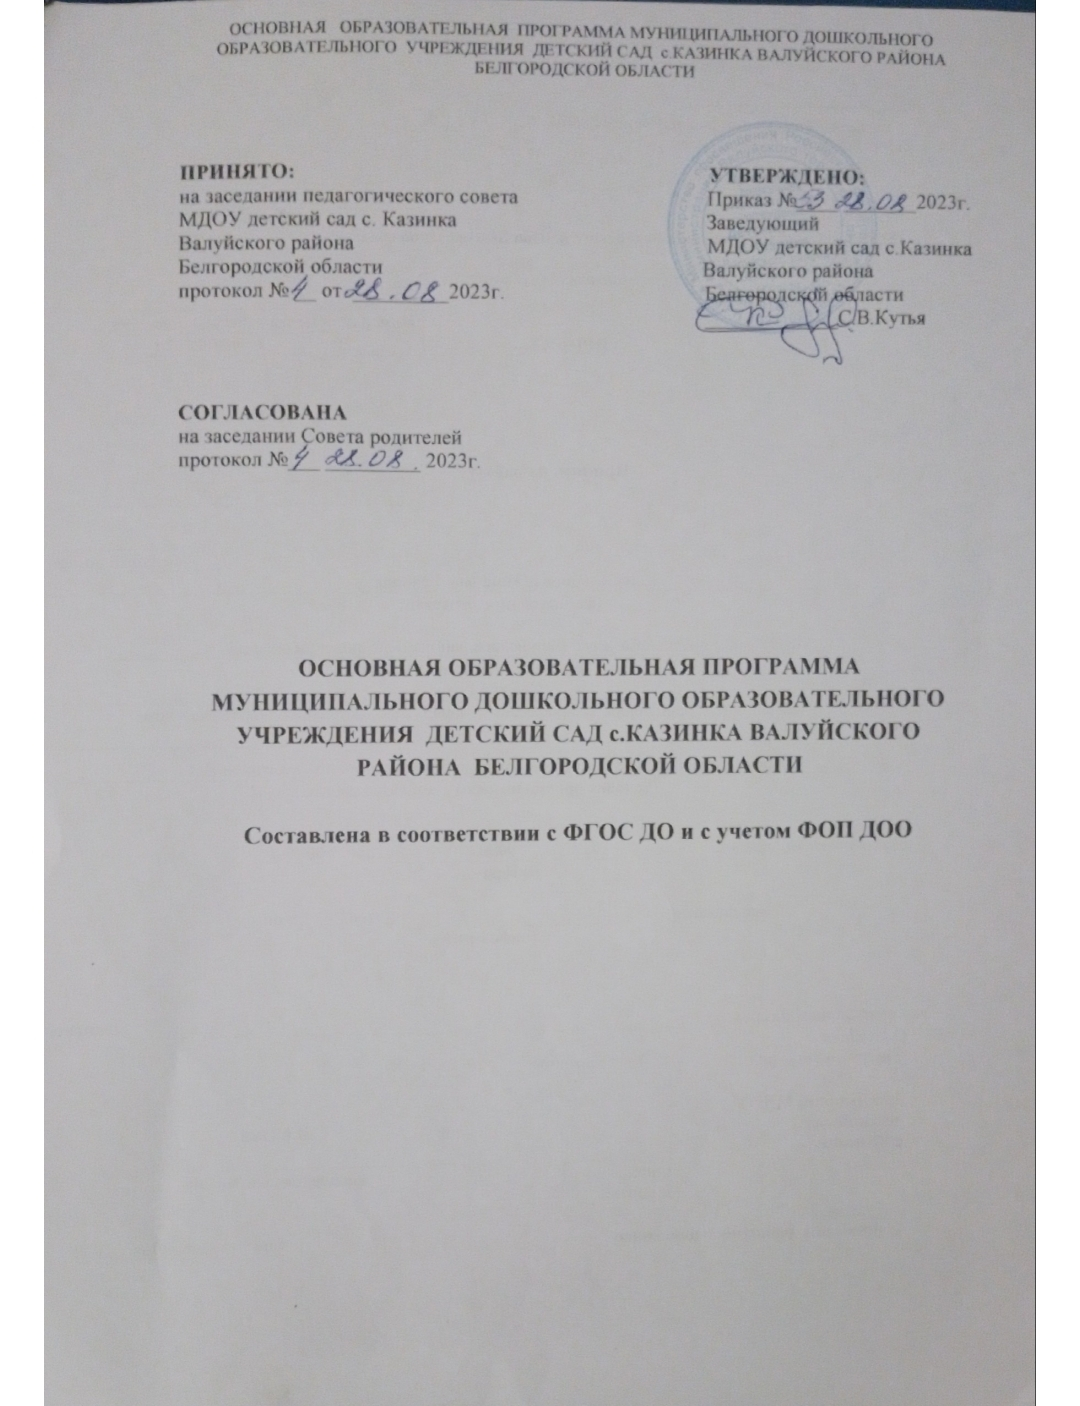 ОСНОВНАЯ ОБРАЗОВАТЕЛЬНАЯ ПРОГРАММА МУНИЦИПАЛЬНОГО ДОШКОЛЬНОГО
ОБРАЗОВАТЕЛЬНОГО УЧРЕЖДЕНИЯ ДЕТСКИЙ САД с.КАЗИНКА ВАЛУЙСКОГО РАЙОНА
БЕЛГОРОДСКОЙ ОБЛАСТИ
ПРИНЯТО:
на заседании педагогического совета
МДОУ детский сад с. Казинка
Валуйского района
Белгородской области
протокол №4 от 28.08 2023г.
УТВЕРЖДЕНО:
Приказ №53 28.08 2023г.
Заведующий
МДОУ детский сад с.Казинка
Валуйского района
Белгородской области
С.В.Кутья
СОГЛАСОВАНА
на заседании Совета родителей
протокол №4 28.08. 2023г.
ОСНОВНАЯ ОБРАЗОВАТЕЛЬНАЯ ПРОГРАММА
МУНИЦИПАЛЬНОГО ДОШКОЛЬНОГО ОБРАЗОВАТЕЛЬНОГО
УЧРЕЖДЕНИЯ ДЕТСКИЙ САД с.КАЗИНКА ВАЛУЙСКОГО
РАЙОНА БЕЛГОРОДСКОЙ ОБЛАСТИ
Составлена в соответствии с ФГОС ДО и с учетом ФОП ДОО